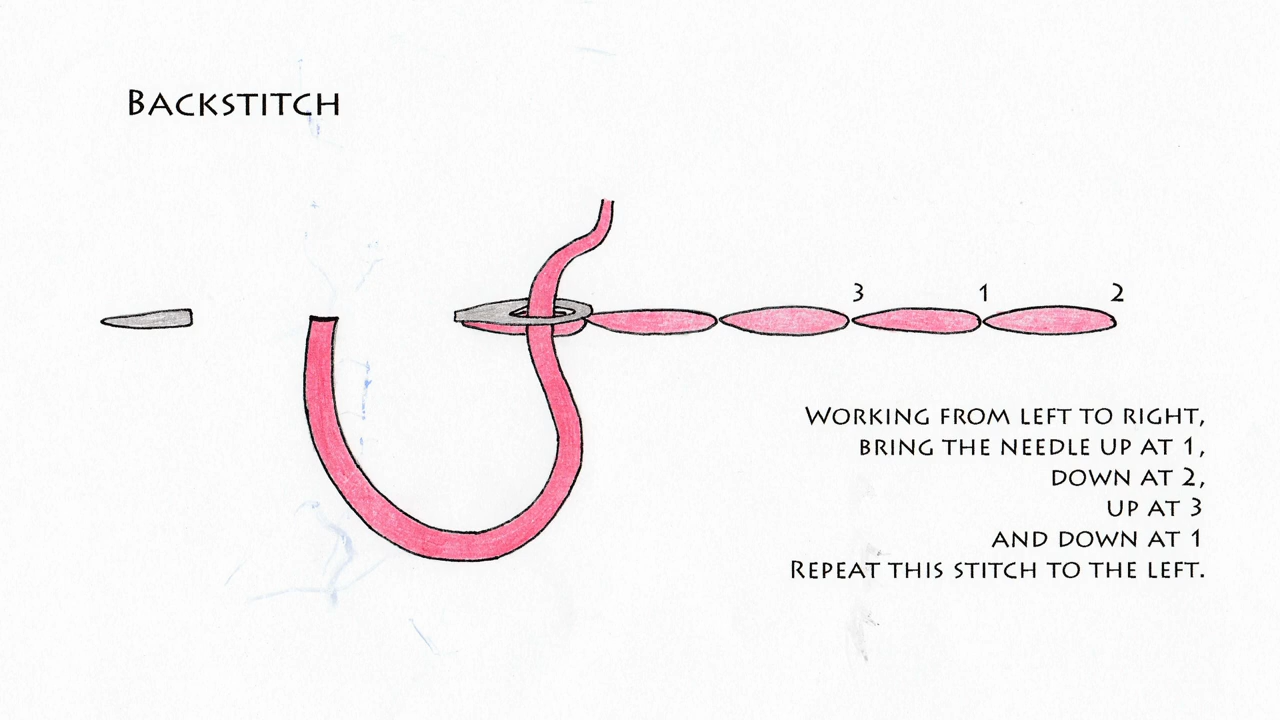 Backstitch
3 1 2
Working from left to right,
bring the needle up at 1,
down at 2,
up at 3
and down at 1
Repeat this stitch to the left.